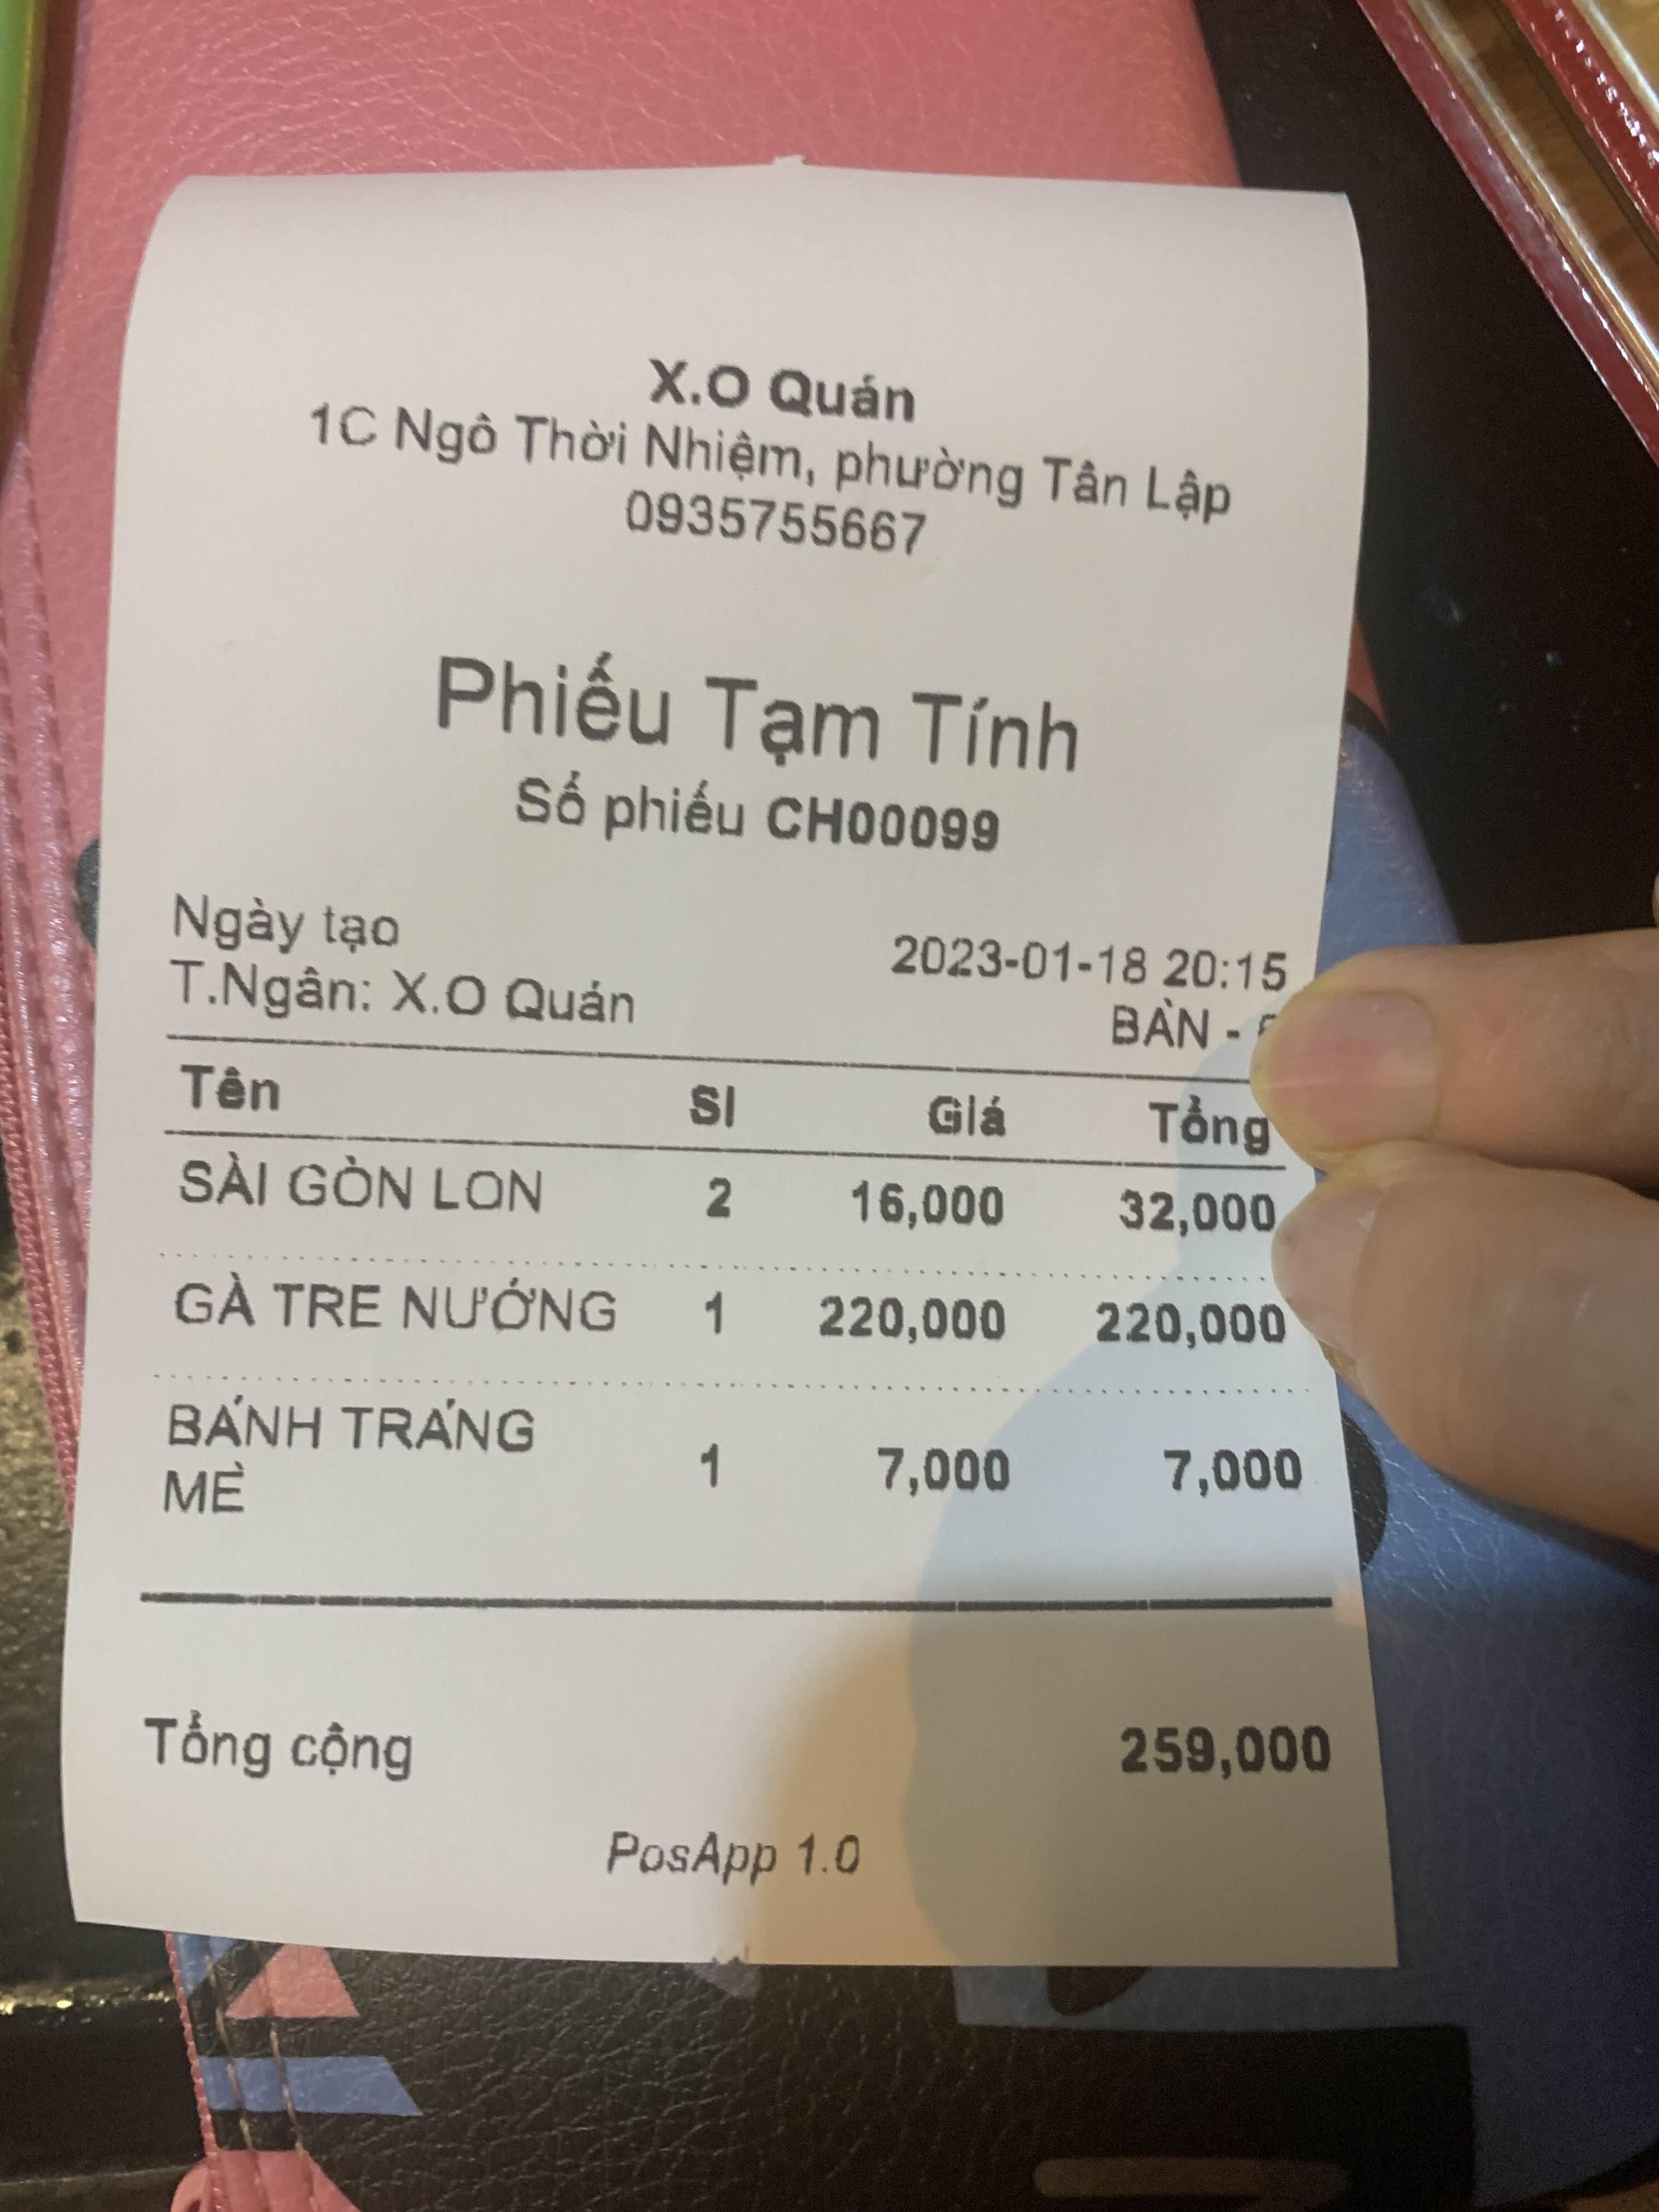 X.O Quán
1C Ngô Thời Nhiệm, phường Tân Lập
0935755667
Phiếu Tạm Tính
Số phiếu CH00099
Ngày tạo 2023-01-18 20:15
T.Ngân: X.O Quán BÀN -
Tên Sl Giá Tổng
SÀI GÒN LON 2 16,000 32,000
GÀ TRE NƯỚNG 1 220,000 220,000
BÁNH TRÁNG 1 7,000 7,000
MÈ
Tổng cộng 259,000
PosApp 1.0